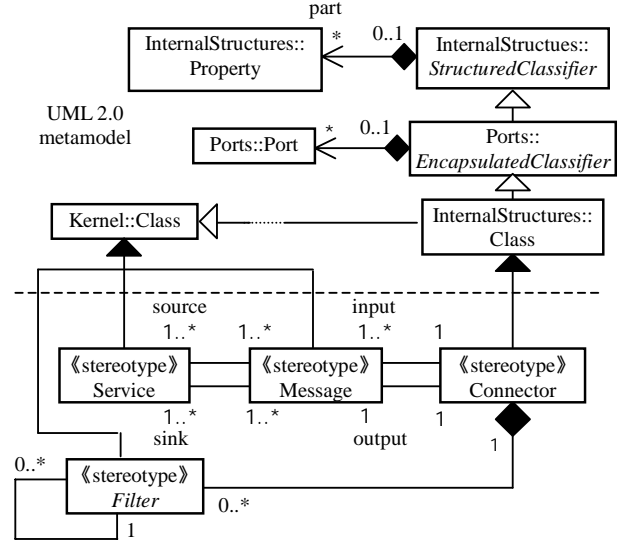 part
InternalStructures::
Property
*
0..1
InternalStructues::
StructuredClassifier
UML 2.0
metamodel
Ports::Port
*
0..1
Ports::
EncapsulatedClassifier
Kernel::Class
InternalStructures::
Class
source
input
1..*
1..*
1..*
1
《stereotype》
Service
《stereotype》
Message
《stereotype》
Connector
1..*
1..*
1
1
sink
output
1
0..*
《stereotype》
Filter
0..*
1